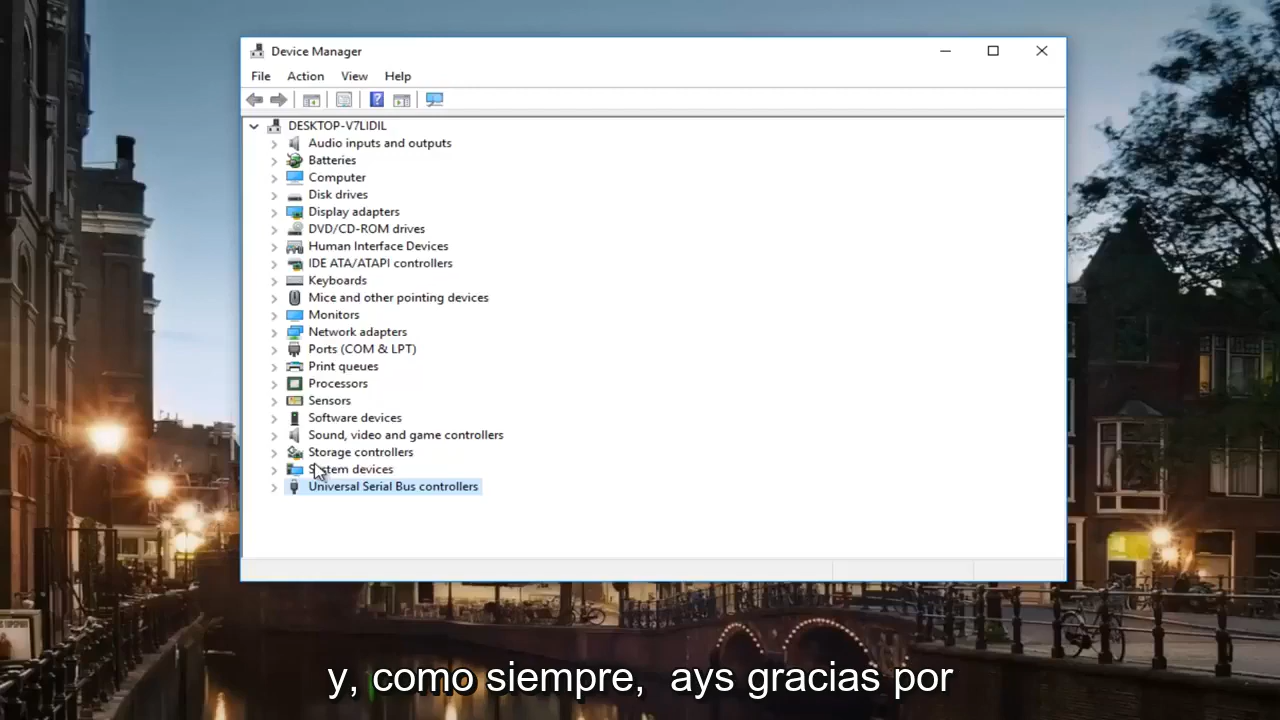 Device Manager
File Action View Help
DESKTOP-V7LIDIL
Audio inputs and outputs
Batteries
Computer
Disk drives
Display adapters
DVD/CD-ROM drives
Human Interface Devices
IDE ATA/ATAPI controllers
Keyboards
Mice and other pointing devices
Monitors
Network adapters
Ports (COM & LPT)
Print queues
Processors
Sensors
Software devices
Sound, video and game controllers
Storage controllers
System devices
Universal Serial Bus controllers
y, como siempre, ays gracias por